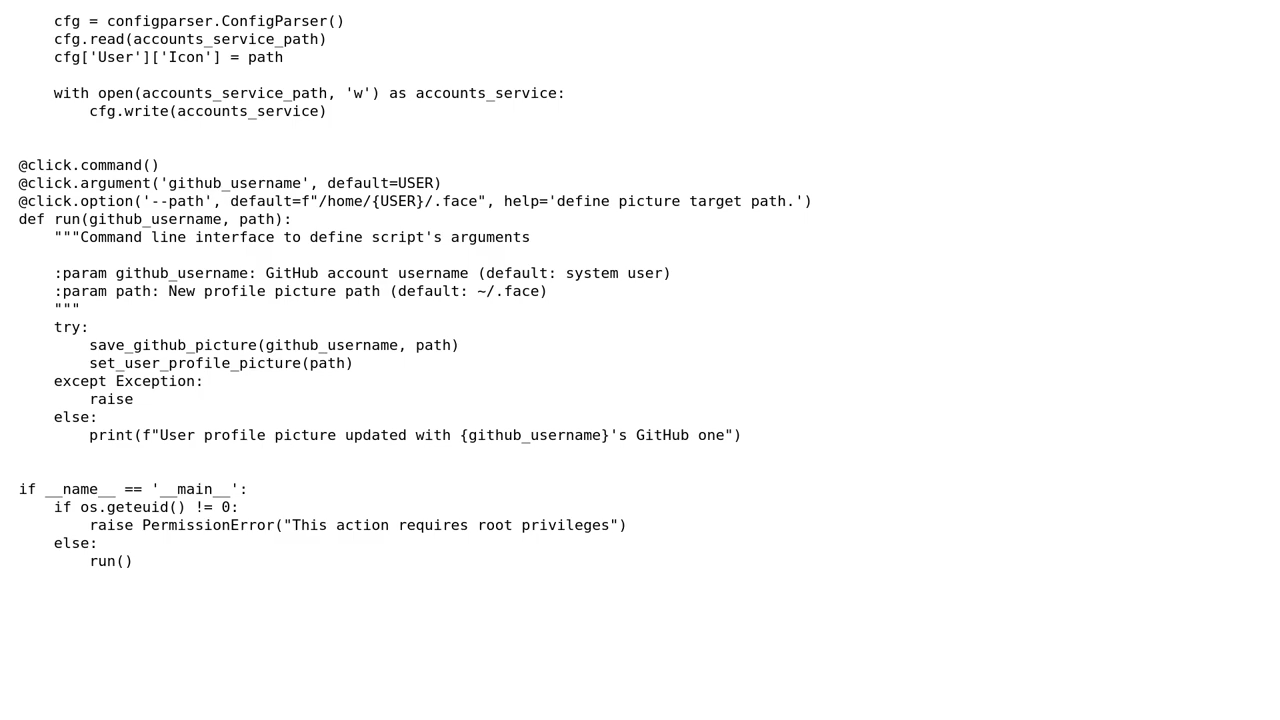 cfg = configparser.ConfigParser()
    cfg.read(accounts_service_path)
    cfg['User']['Icon'] = path

    with open(accounts_service_path, 'w') as accounts_service:
        cfg.write(accounts_service)


@click.command()
@click.argument('github_username', default=USER)
@click.option('--path', default=f"/home/{USER}/.face", help='define picture target path.')
def run(github_username, path):
    """Command line interface to define script's arguments

    :param github_username: GitHub account username (default: system user)
    :param path: New profile picture path (default: ~/.face)
    """
    try:
        save_github_picture(github_username, path)
        set_user_profile_picture(path)
    except Exception:
        raise
    else:
        print(f"User profile picture updated with {github_username}'s GitHub one")


if __name__ == '__main__':
    if os.geteuid() != 0:
        raise PermissionError("This action requires root privileges")
    else:
        run()